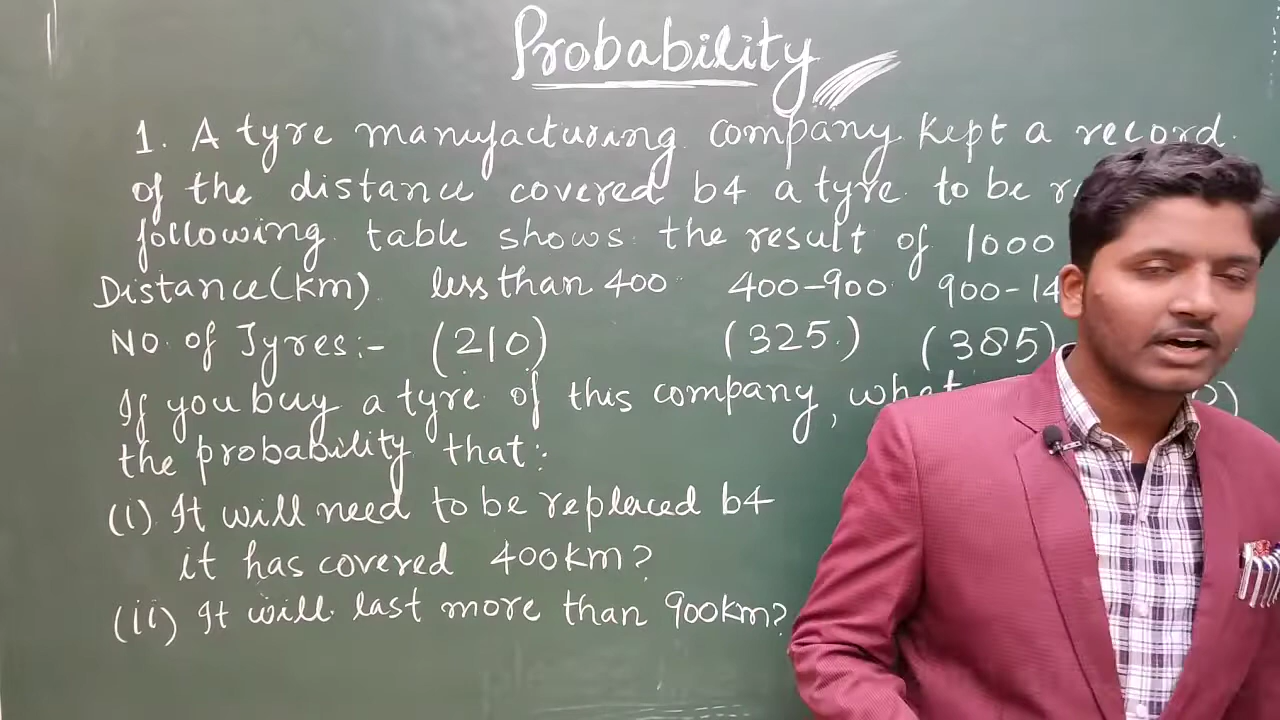 Probability
1. A tyre manufacturing company kept a record
of the distance covered b4 a tyre to be
following table shows the result of 1000
Distance(km) less than 400 400-900 900-14
NO. of Tyres:- (210) (325) (385)
If you buy a tyre of this company, what
the probability that:
(i) It will need to be replaced b4
it has covered 400km?
(ii) It will last more than 900km?